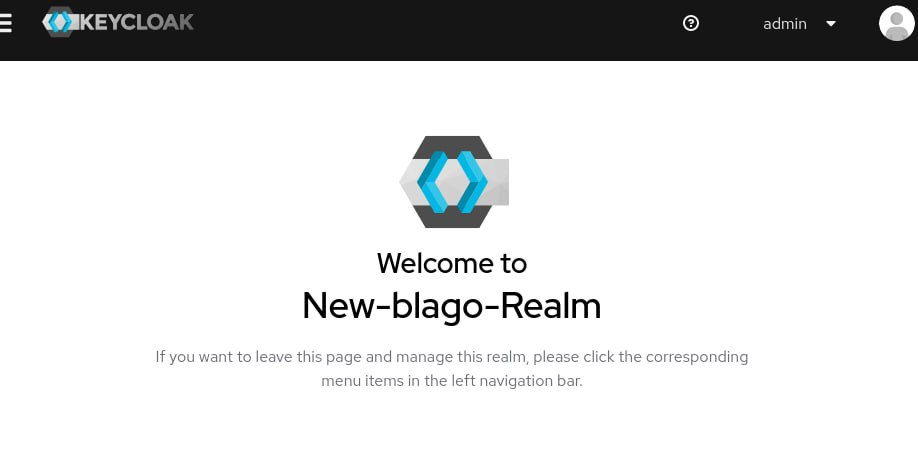 KEYCLOAK
admin
Welcome to
New-blago-Realm
If you want to leave this page and manage this realm, please click the corresponding
menu items in the left navigation bar.